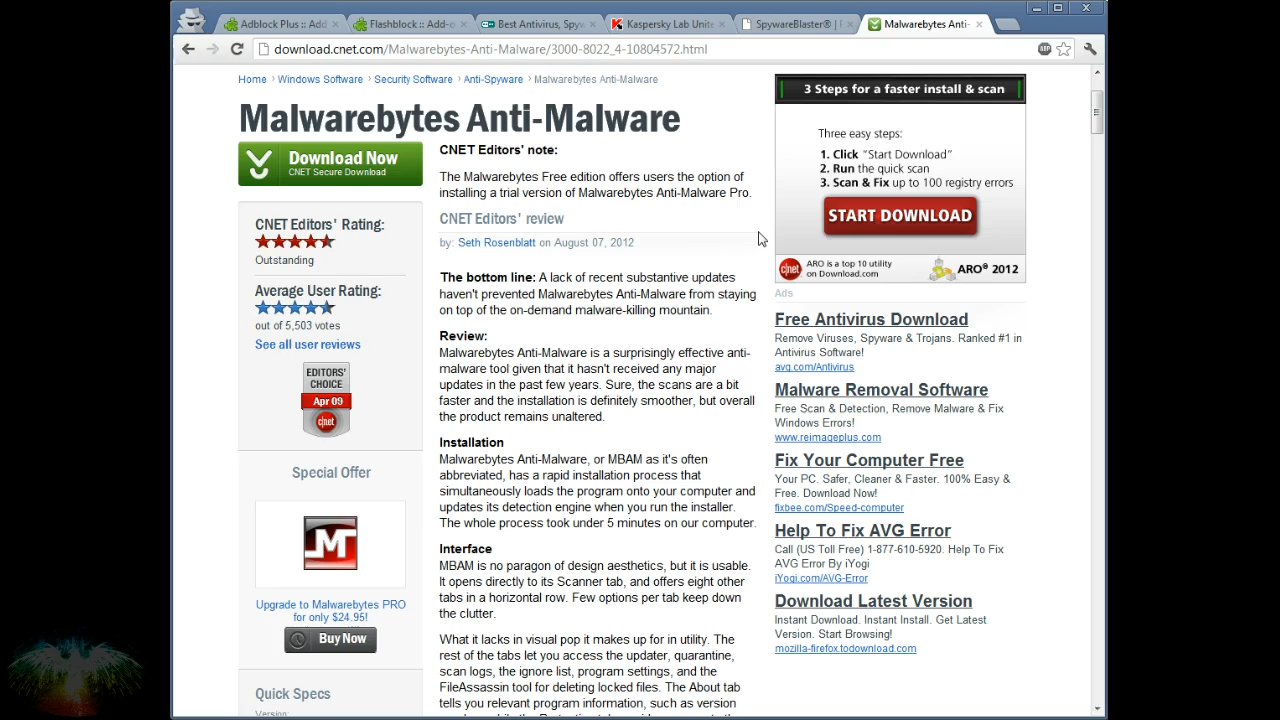 Adblock Plus :: Add
Flashblock :: Add-o
Best Antivirus, Spyw
Kaspersky Lab Unite
SpywareBlaster® |
Malwarebytes Anti-
download.cnet.com/Malwarebytes-Anti-Malware/3000-8022_4-10804572.html
ABP
Home › Windows Software › Security Software › Anti-Spyware › Malwarebytes Anti-Malware
Malwarebytes Anti-Malware
Download Now
CNET Secure Download
CNET Editors' Rating:
Outstanding
Average User Rating:
out of 5,503 votes
See all user reviews
EDITORS'
CHOICE
Apr 09
c|net
Special Offer
Upgrade to Malwarebytes PRO
for only $24.95!
Buy Now
Quick Specs
Version:
CNET Editors' note:
The Malwarebytes Free edition offers users the option of
installing a trial version of Malwarebytes Anti-Malware Pro.
CNET Editors' review
by: Seth Rosenblatt on August 07, 2012
The bottom line: A lack of recent substantive updates
haven't prevented Malwarebytes Anti-Malware from staying
on top of the on-demand malware-killing mountain.
Review:
Malwarebytes Anti-Malware is a surprisingly effective anti-
malware tool given that it hasn't received any major
updates in the past few years. Sure, the scans are a bit
faster and the installation is definitely smoother, but overall
the product remains unaltered.
Installation
Malwarebytes Anti-Malware, or MBAM as it's often
abbreviated, has a rapid installation process that
simultaneously loads the program onto your computer and
updates its detection engine when you run the installer.
The whole process took under 5 minutes on our computer.
Interface
MBAM is no paragon of design aesthetics, but it is usable.
It opens directly to its Scanner tab, and offers eight other
tabs in a horizontal row. Few options per tab keep down
the clutter.
What it lacks in visual pop it makes up for in utility. The
rest of the tabs let you access the updater, quarantine,
scan logs, the ignore list, program settings, and the
FileAssassin tool for deleting locked files. The About tab
tells you relevant program information, such as version
3 Steps for a faster install & scan
Three easy steps:
1. Click "Start Download"
2. Run the quick scan
3. Scan & Fix up to 100 registry errors
START DOWNLOAD
c|net
ARO is a top 10 utility
on Download.com
ARO® 2012
Ads
Free Antivirus Download
Remove Viruses, Spyware & Trojans. Ranked #1 in
Antivirus Software!
avg.com/Antivirus
Malware Removal Software
Free Scan & Detection, Remove Malware & Fix
Windows Errors!
www.reimageplus.com
Fix Your Computer Free
Your PC. Safer, Cleaner & Faster. 100% Easy &
Free. Download Now!
fixbee.com/Speed-computer
Help To Fix AVG Error
Call (US Toll Free) 1-877-610-5920. Help To Fix
AVG Error By iYogi
iYogi.com/AVG-Error
Download Latest Version
Instant Download. Instant Install. Get Latest
Version. Start Browsing!
mozilla-firefox.todownload.com